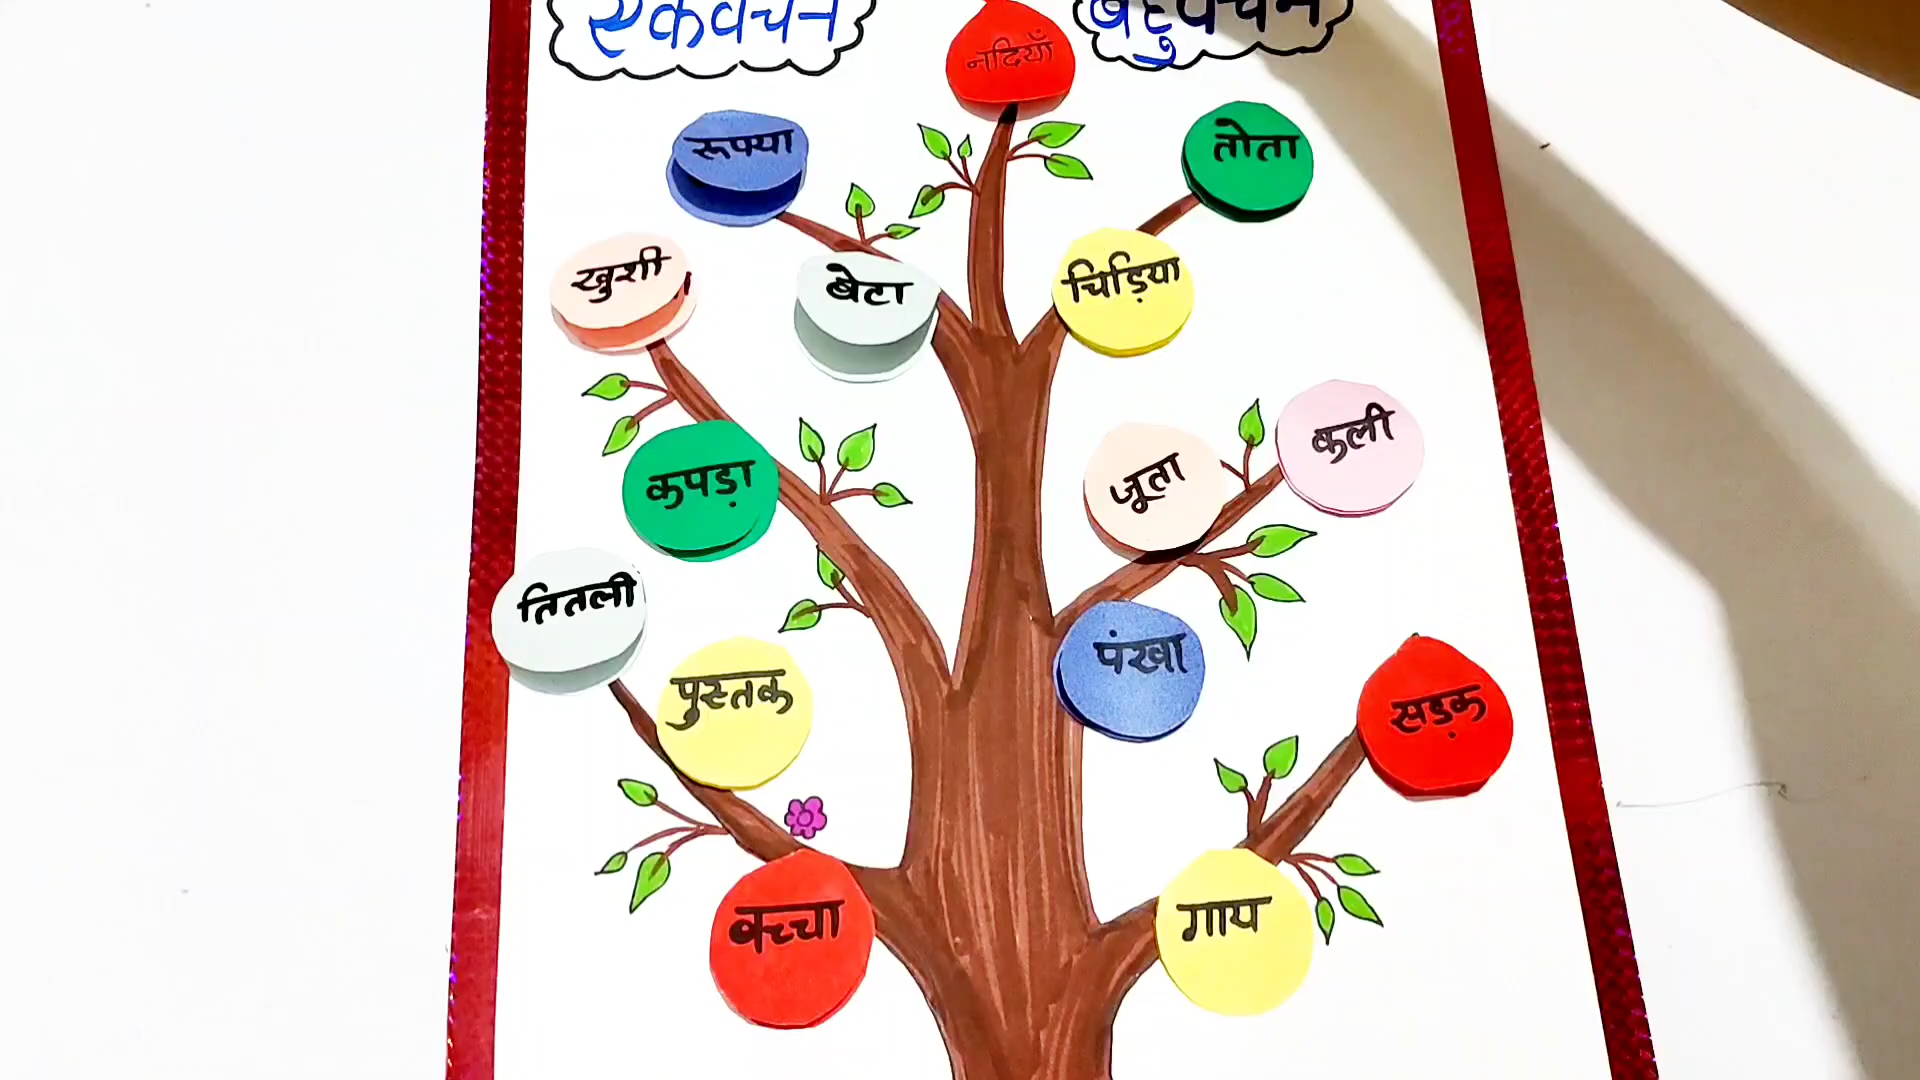 एकवचन
बहुवचन
नदियाँ
रूपया
तोता
खुशी
बेटा
चिड़िया
कपड़ा
जूता
कली
तितली
पुस्तक
पंखा
सड़क
बच्चा
गाय